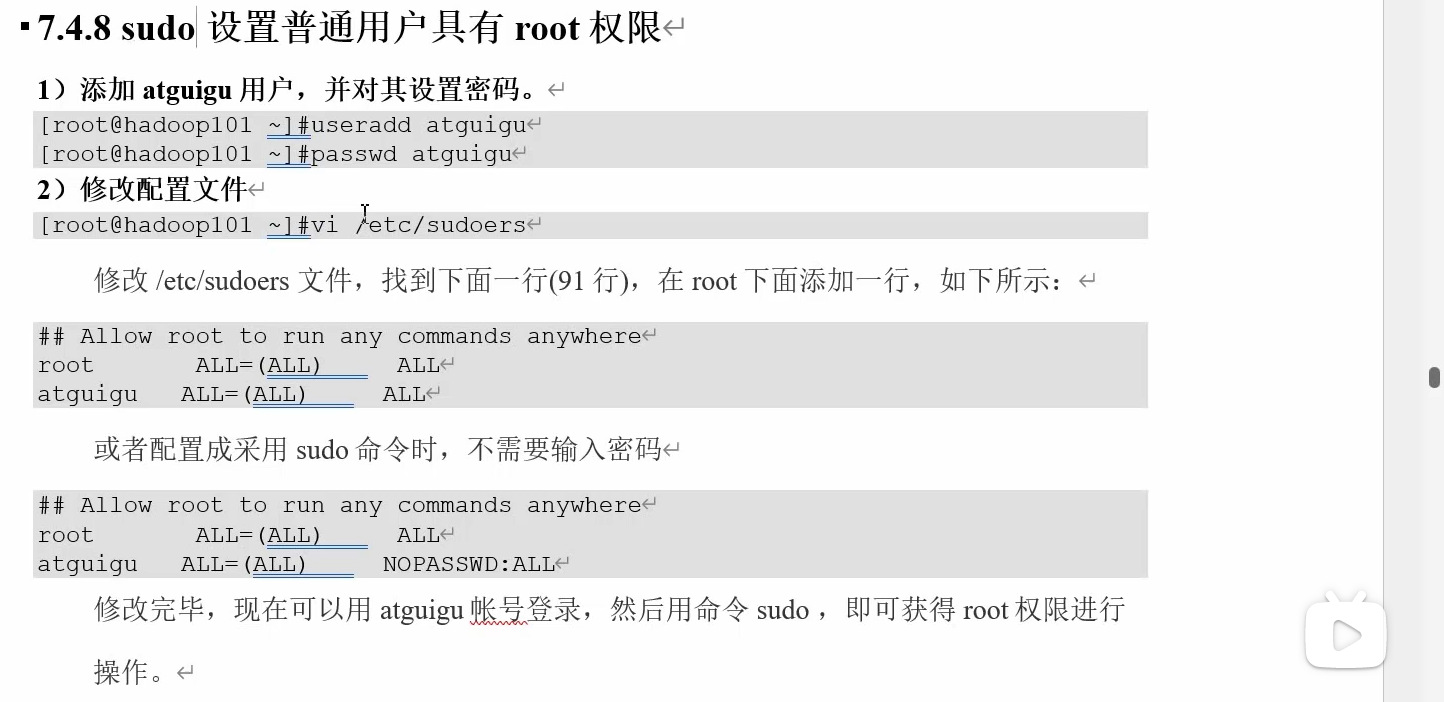 7.4.8 sudo 设置普通用户具有 root 权限
1）添加 atguigu 用户，并对其设置密码。
[root@hadoop101 ~]#useradd atguigu
[root@hadoop101 ~]#passwd atguigu
2）修改配置文件
[root@hadoop101 ~]#vi /etc/sudoers
修改 /etc/sudoers 文件，找到下面一行(91 行)，在 root 下面添加一行，如下所示：
## Allow root to run any commands anywhere
root ALL=(ALL) ALL
atguigu ALL=(ALL) ALL
或者配置成采用 sudo 命令时，不需要输入密码
## Allow root to run any commands anywhere
root ALL=(ALL) ALL
atguigu ALL=(ALL) NOPASSWD:ALL
修改完毕，现在可以用 atguigu 帐号登录，然后用命令 sudo ，即可获得 root 权限进行
操作。